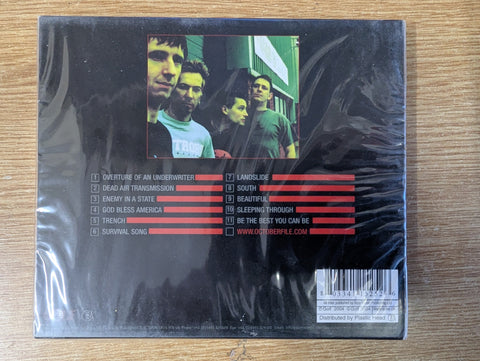 1 OVERTURE OF AN UNDERWRITER
2 DEAD AIR TRANSMISSION
3 ENEMY IN A STATE
4 GOD BLESS AMERICA
5 TRENCH
6 SURVIVAL SONG
7 LANDSLIDE
8 SOUTH
9 BEAUTIFUL
10 SLEEPING THROUGH
11 BE THE BEST YOU CAN BE
WWW.OCTOBERFILE.COM
Distributed by Plastic Head